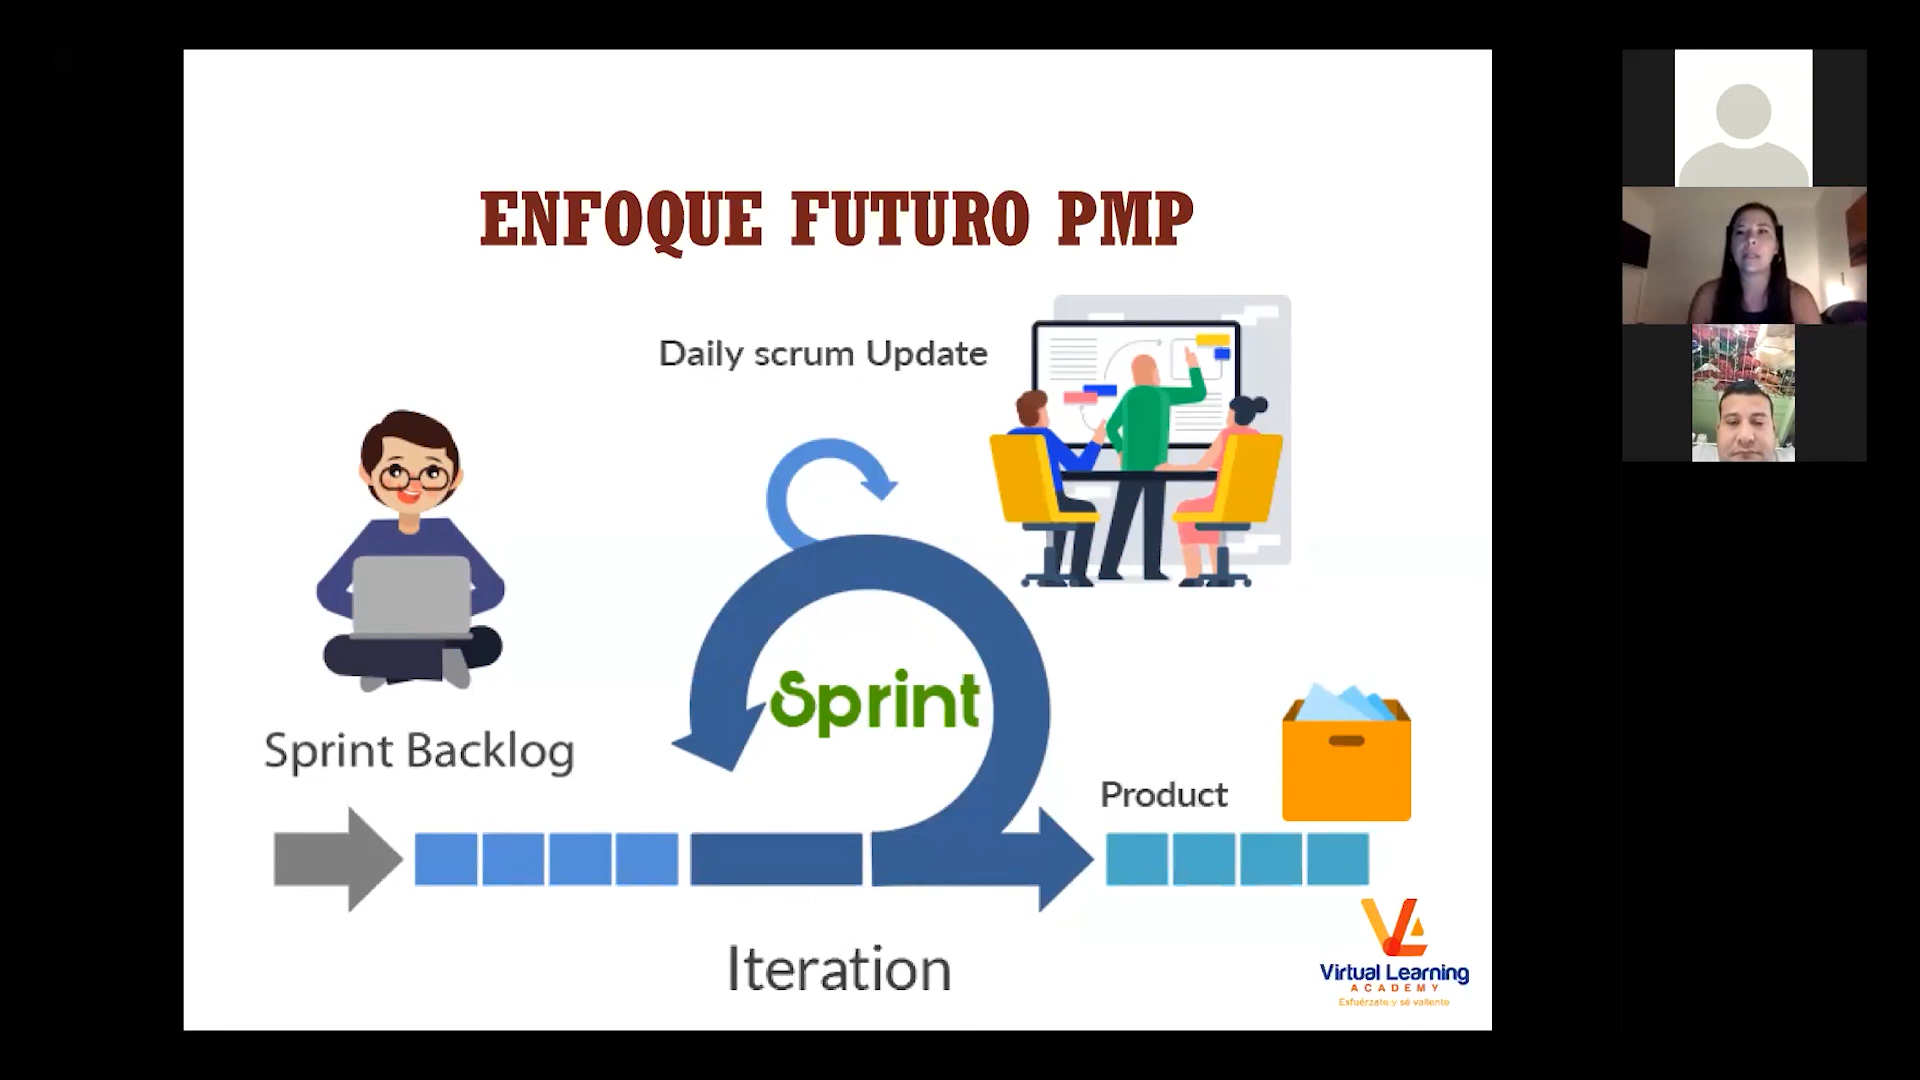 ENFOQUE FUTURO PMP
Daily scrum Update
Sprint
Sprint Backlog
Product
Iteration
Virtual Learning
ACADEMY
Esfuérzate y sé valiente